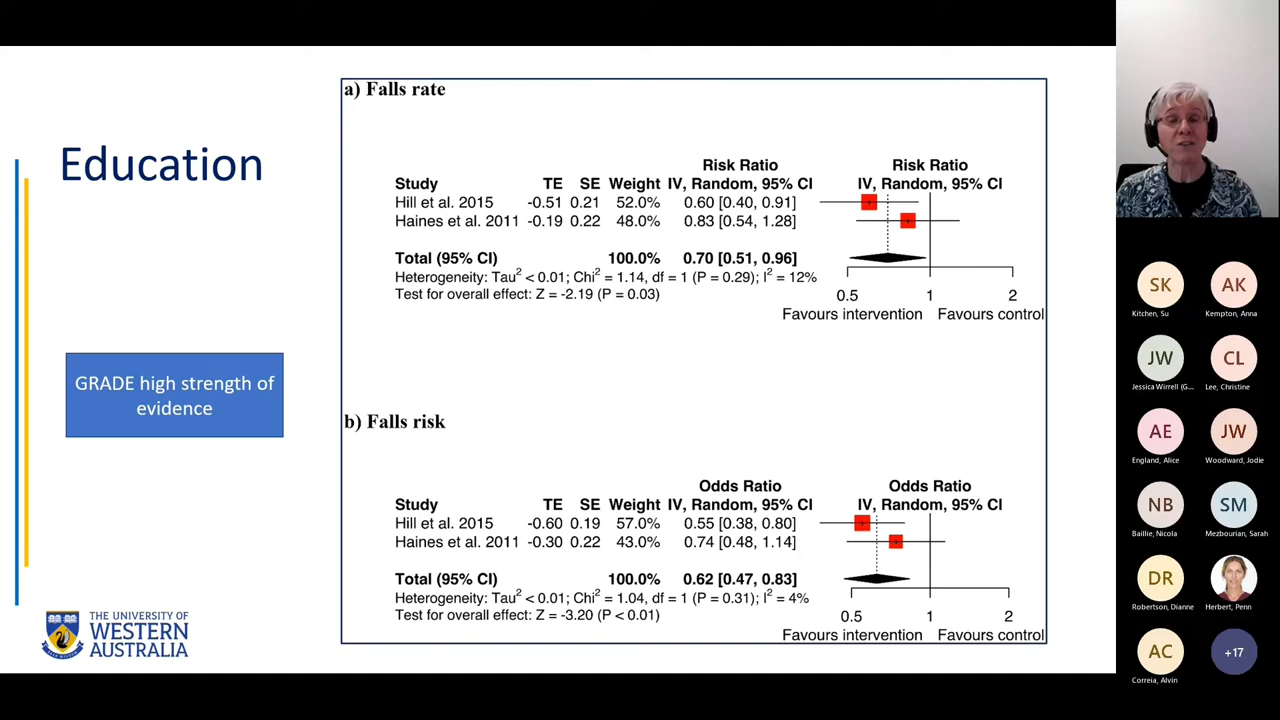 Education
GRADE high strength of
evidence
THE UNIVERSITY OF
WESTERN
AUSTRALIA
a) Falls rate
Risk Ratio Risk Ratio
Study TE SE Weight IV, Random, 95% CI IV, Random, 95% CI
Hill et al. 2015 -0.51 0.21 52.0% 0.60 [0.40, 0.91]
Haines et al. 2011 -0.19 0.22 48.0% 0.83 [0.54, 1.28]
Total (95% CI) 100.0% 0.70 [0.51, 0.96]
Heterogeneity: Tau² < 0.01; Chi² = 1.14, df = 1 (P = 0.29); I² = 12%
Test for overall effect: Z = -2.19 (P = 0.03)
0.5 1 2
Favours intervention Favours control
b) Falls risk
Odds Ratio Odds Ratio
Study TE SE Weight IV, Random, 95% CI IV, Random, 95% CI
Hill et al. 2015 -0.60 0.19 57.0% 0.55 [0.38, 0.80]
Haines et al. 2011 -0.30 0.22 43.0% 0.74 [0.48, 1.14]
Total (95% CI) 100.0% 0.62 [0.47, 0.83]
Heterogeneity: Tau² < 0.01; Chi² = 1.04, df = 1 (P = 0.31); I² = 4%
Test for overall effect: Z = -3.20 (P < 0.01)
0.5 1 2
Favours intervention Favours control
SK AK
Kitchen, Su Kempton, Anna
JW CL
Jessica Wirrell (G... Lee, Christine
AE JW
England, Alice Woodward, Jodie
NB SM
Baillie, Nicola Mezbourian, Sarah
DR
Robertson, Dianne Herbert, Penn
AC +17
Correia, Alvin